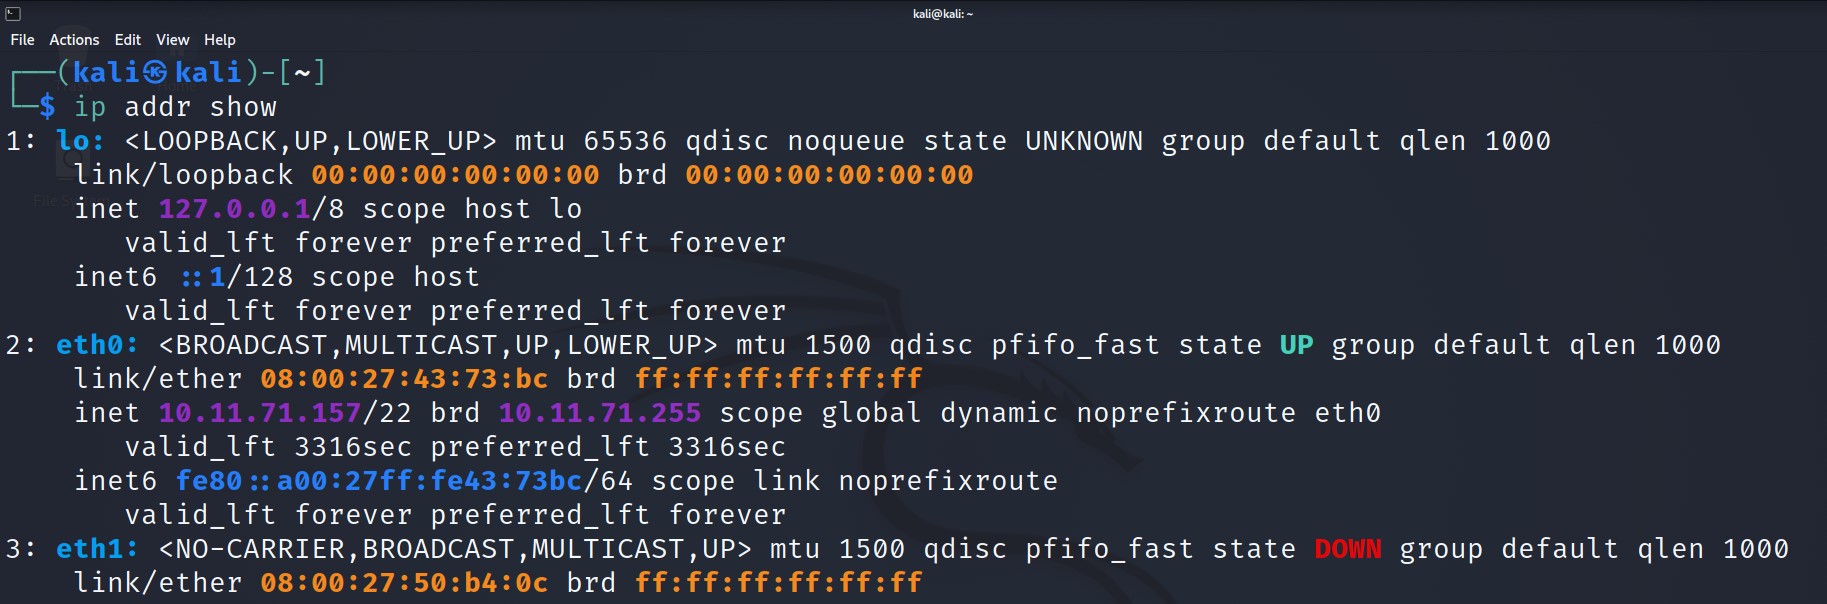 kali@kali: ~
File Actions Edit View Help
┌──(kali㉿kali)-[~]
└─$ ip addr show
1: lo: <LOOPBACK,UP,LOWER_UP> mtu 65536 qdisc noqueue state UNKNOWN group default qlen 1000
    link/loopback 00:00:00:00:00:00 brd 00:00:00:00:00:00
    inet 127.0.0.1/8 scope host lo
       valid_lft forever preferred_lft forever
    inet6 ::1/128 scope host
       valid_lft forever preferred_lft forever
2: eth0: <BROADCAST,MULTICAST,UP,LOWER_UP> mtu 1500 qdisc pfifo_fast state UP group default qlen 1000
    link/ether 08:00:27:43:73:bc brd ff:ff:ff:ff:ff:ff
    inet 10.11.71.157/22 brd 10.11.71.255 scope global dynamic noprefixroute eth0
       valid_lft 3316sec preferred_lft 3316sec
    inet6 fe80::a00:27ff:fe43:73bc/64 scope link noprefixroute
       valid_lft forever preferred_lft forever
3: eth1: <NO-CARRIER,BROADCAST,MULTICAST,UP> mtu 1500 qdisc pfifo_fast state DOWN group default qlen 1000
    link/ether 08:00:27:50:b4:0c brd ff:ff:ff:ff:ff:ff